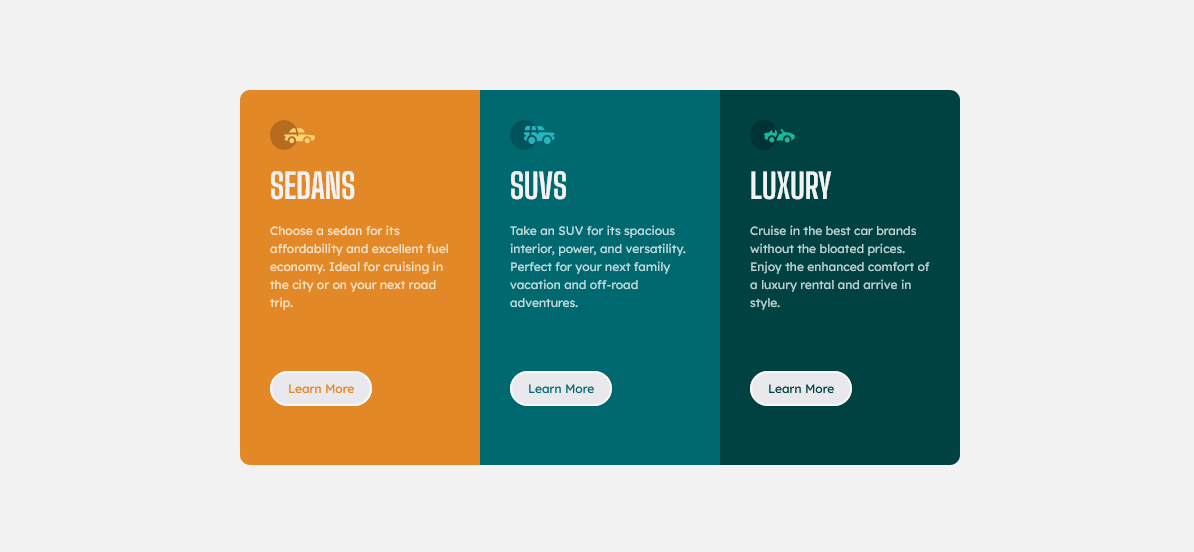 SEDANS
Choose a sedan for its
affordability and excellent fuel
economy. Ideal for cruising in
the city or on your next road
trip.
Learn More
SUVS
Take an SUV for its spacious
interior, power, and versatility.
Perfect for your next family
vacation and off-road
adventures.
Learn More
LUXURY
Cruise in the best car brands
without the bloated prices.
Enjoy the enhanced comfort of
a luxury rental and arrive in
style.
Learn More